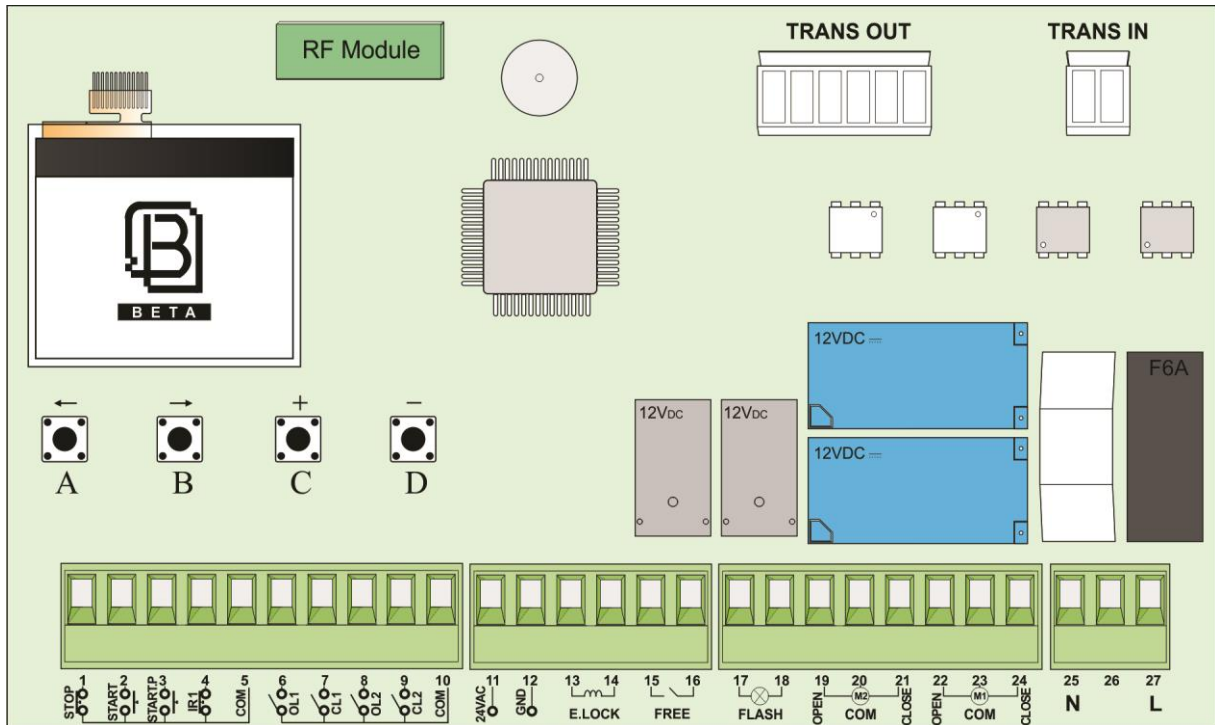 RF Module
TRANS OUT
TRANS IN
B
BETA
12VDC
F6A
12VDC
12VDC
12VDC
← → + −
A B C D
1 2 3 4 5 6 7 8 9 10
STOP START START.P IR1 COM OL1 CL1 OL2 CL2 COM
11 12 13 14 15 16
24VAC GND E.LOCK FREE
17 18 19 20 21 22 23 24
FLASH OPEN M2 COM CLOSE OPEN M1 COM CLOSE
25 26 27
N L